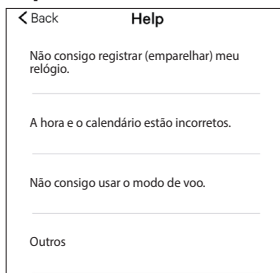 Back
Help
Não consigo registrar (emparelhar) meu
relógio.
A hora e o calendário estão incorretos.
Não consigo usar o modo de voo.
Outros